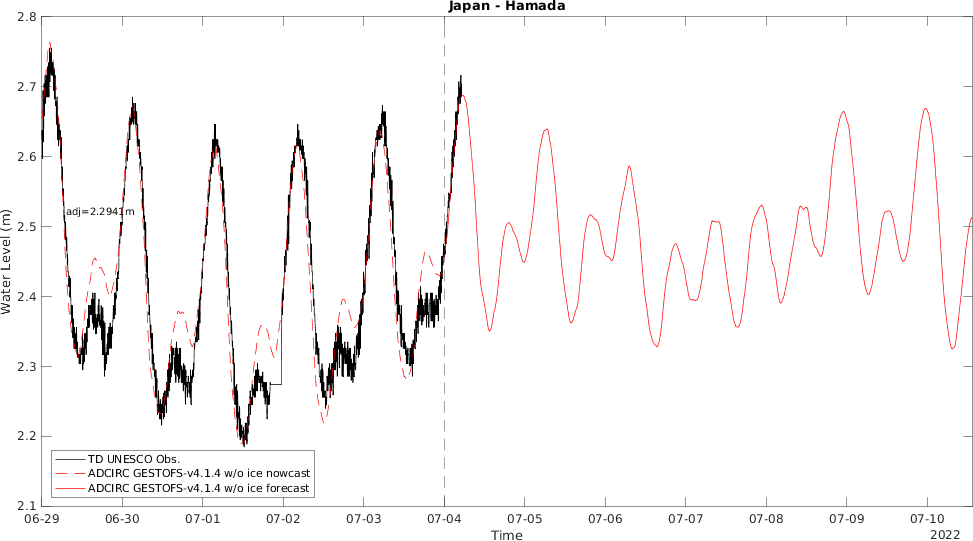 Japan - Hamada
2.8
2.7
2.6
2.5
2.4
2.3
2.2
2.1
Water Level (m)
adj=2.2941m
TD UNESCO Obs.
ADCIRC GESTOFS-v4.1.4 w/o ice nowcast
ADCIRC GESTOFS-v4.1.4 w/o ice forecast
06-29 06-30 07-01 07-02 07-03 07-04 07-05 07-06 07-07 07-08 07-09 07-10
Time
2022